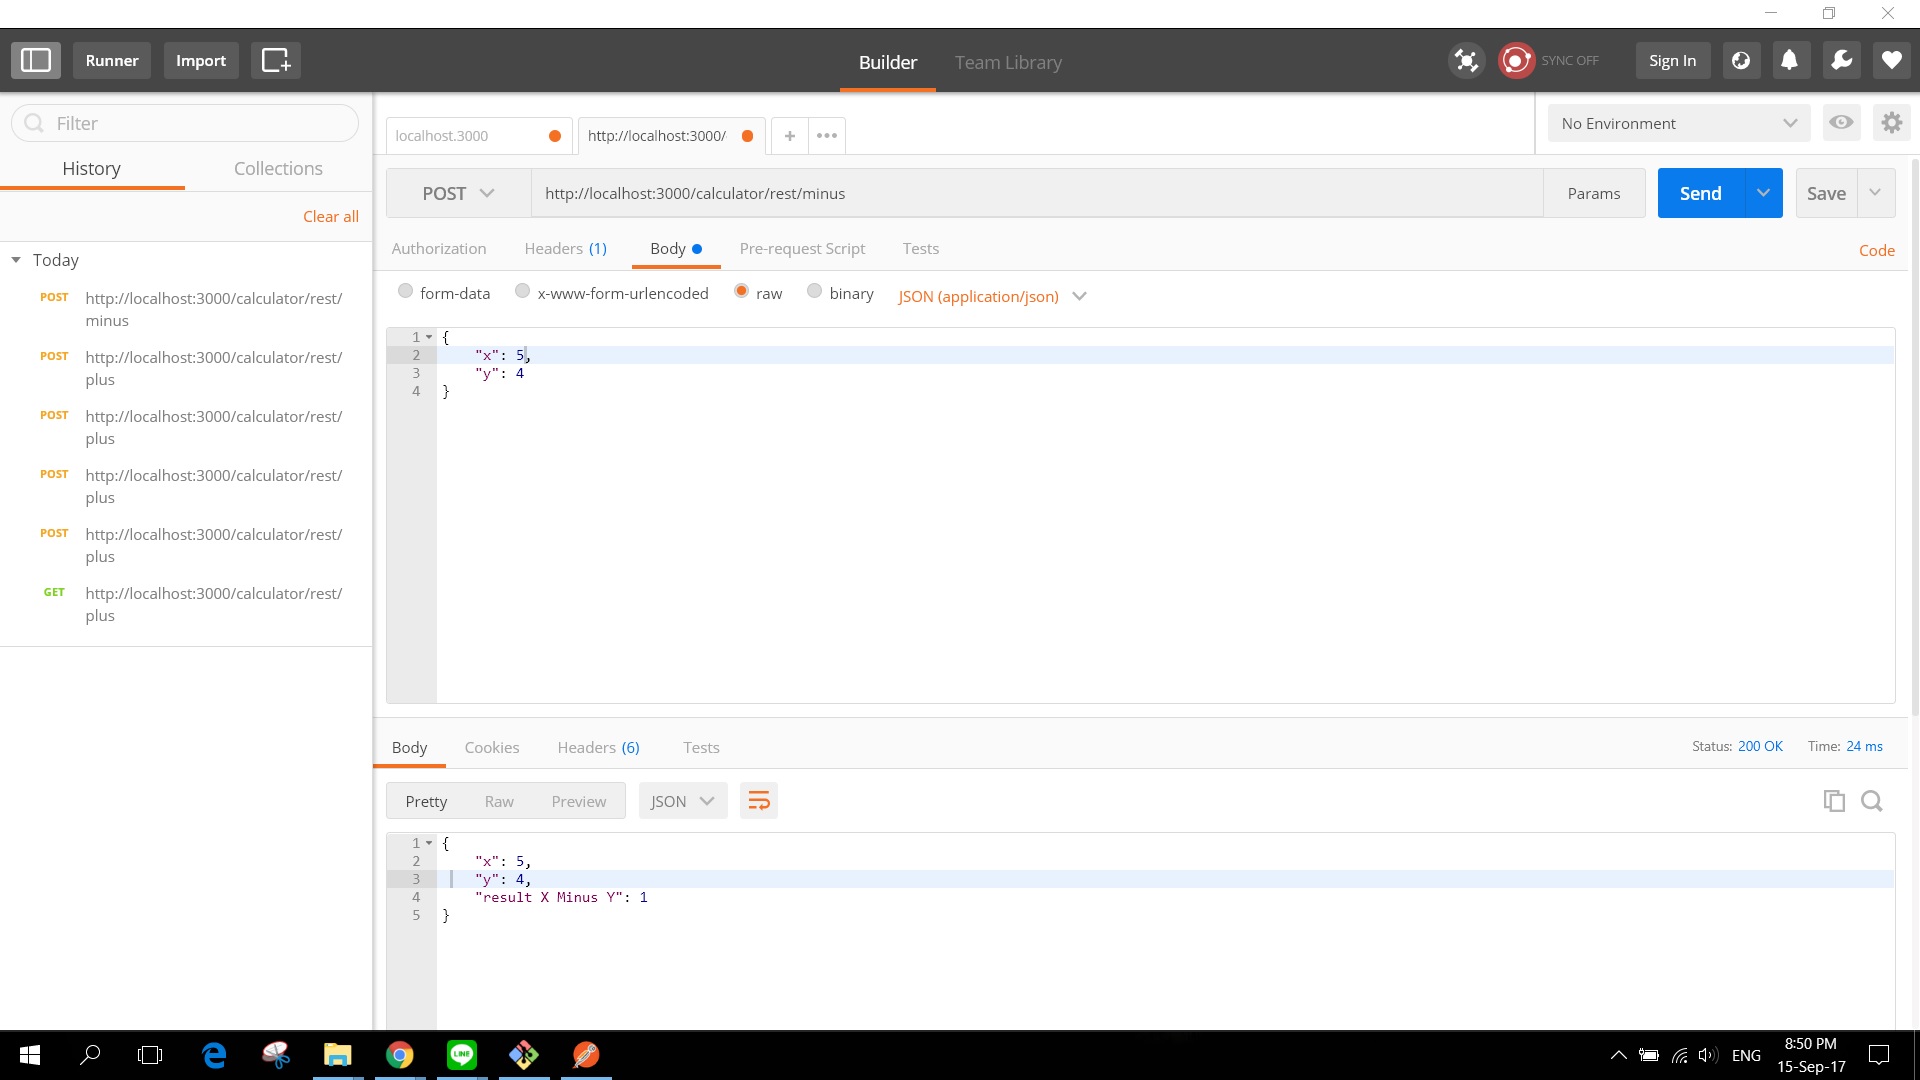 Runner
Import
Builder
Team Library
SYNC OFF
Sign In
Filter
History
Collections
Clear all
Today
POST http://localhost:3000/calculator/rest/
minus
POST http://localhost:3000/calculator/rest/
plus
POST http://localhost:3000/calculator/rest/
plus
POST http://localhost:3000/calculator/rest/
plus
POST http://localhost:3000/calculator/rest/
plus
GET http://localhost:3000/calculator/rest/
plus
localhost.3000
http://localhost:3000/
No Environment
POST
http://localhost:3000/calculator/rest/minus
Params
Send
Save
Authorization
Headers (1)
Body
Pre-request Script
Tests
Code
form-data
x-www-form-urlencoded
raw
binary
JSON (application/json)
1 {
2 "x": 5,
3 "y": 4
4 }
Body
Cookies
Headers (6)
Tests
Status: 200 OK
Time: 24 ms
Pretty
Raw
Preview
JSON
1 {
2 "x": 5,
3 "y": 4,
4 "result X Minus Y": 1
5 }
LINE
ENG
8:50 PM
15-Sep-17